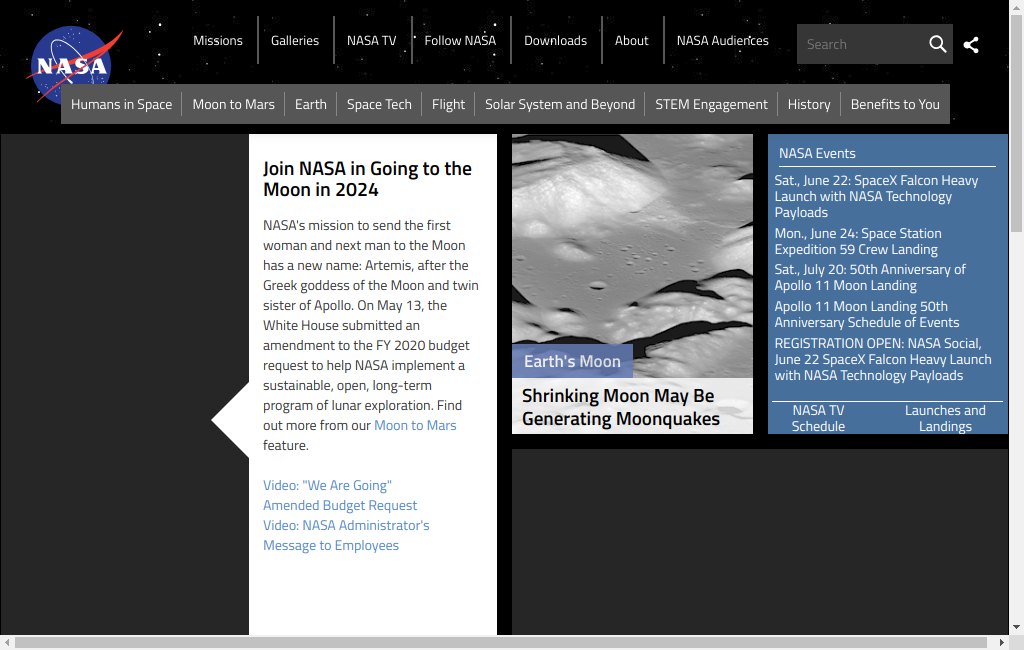 NASA
Missions
Galleries
NASA TV
Follow NASA
Downloads
About
NASA Audiences
Search
Humans in Space
Moon to Mars
Earth
Space Tech
Flight
Solar System and Beyond
STEM Engagement
History
Benefits to You
Join NASA in Going to the
Moon in 2024
NASA's mission to send the first
woman and next man to the Moon
has a new name: Artemis, after the
Greek goddess of the Moon and twin
sister of Apollo. On May 13, the
White House submitted an
amendment to the FY 2020 budget
request to help NASA implement a
sustainable, open, long-term
program of lunar exploration. Find
out more from our Moon to Mars
feature.
Video: "We Are Going"
Amended Budget Request
Video: NASA Administrator's
Message to Employees
Earth's Moon
Shrinking Moon May Be
Generating Moonquakes
NASA Events
Sat., June 22: SpaceX Falcon Heavy
Launch with NASA Technology
Payloads
Mon., June 24: Space Station
Expedition 59 Crew Landing
Sat., July 20: 50th Anniversary of
Apollo 11 Moon Landing
Apollo 11 Moon Landing 50th
Anniversary Schedule of Events
REGISTRATION OPEN: NASA Social,
June 22 SpaceX Falcon Heavy Launch
with NASA Technology Payloads
NASA TV
Schedule
Launches and
Landings